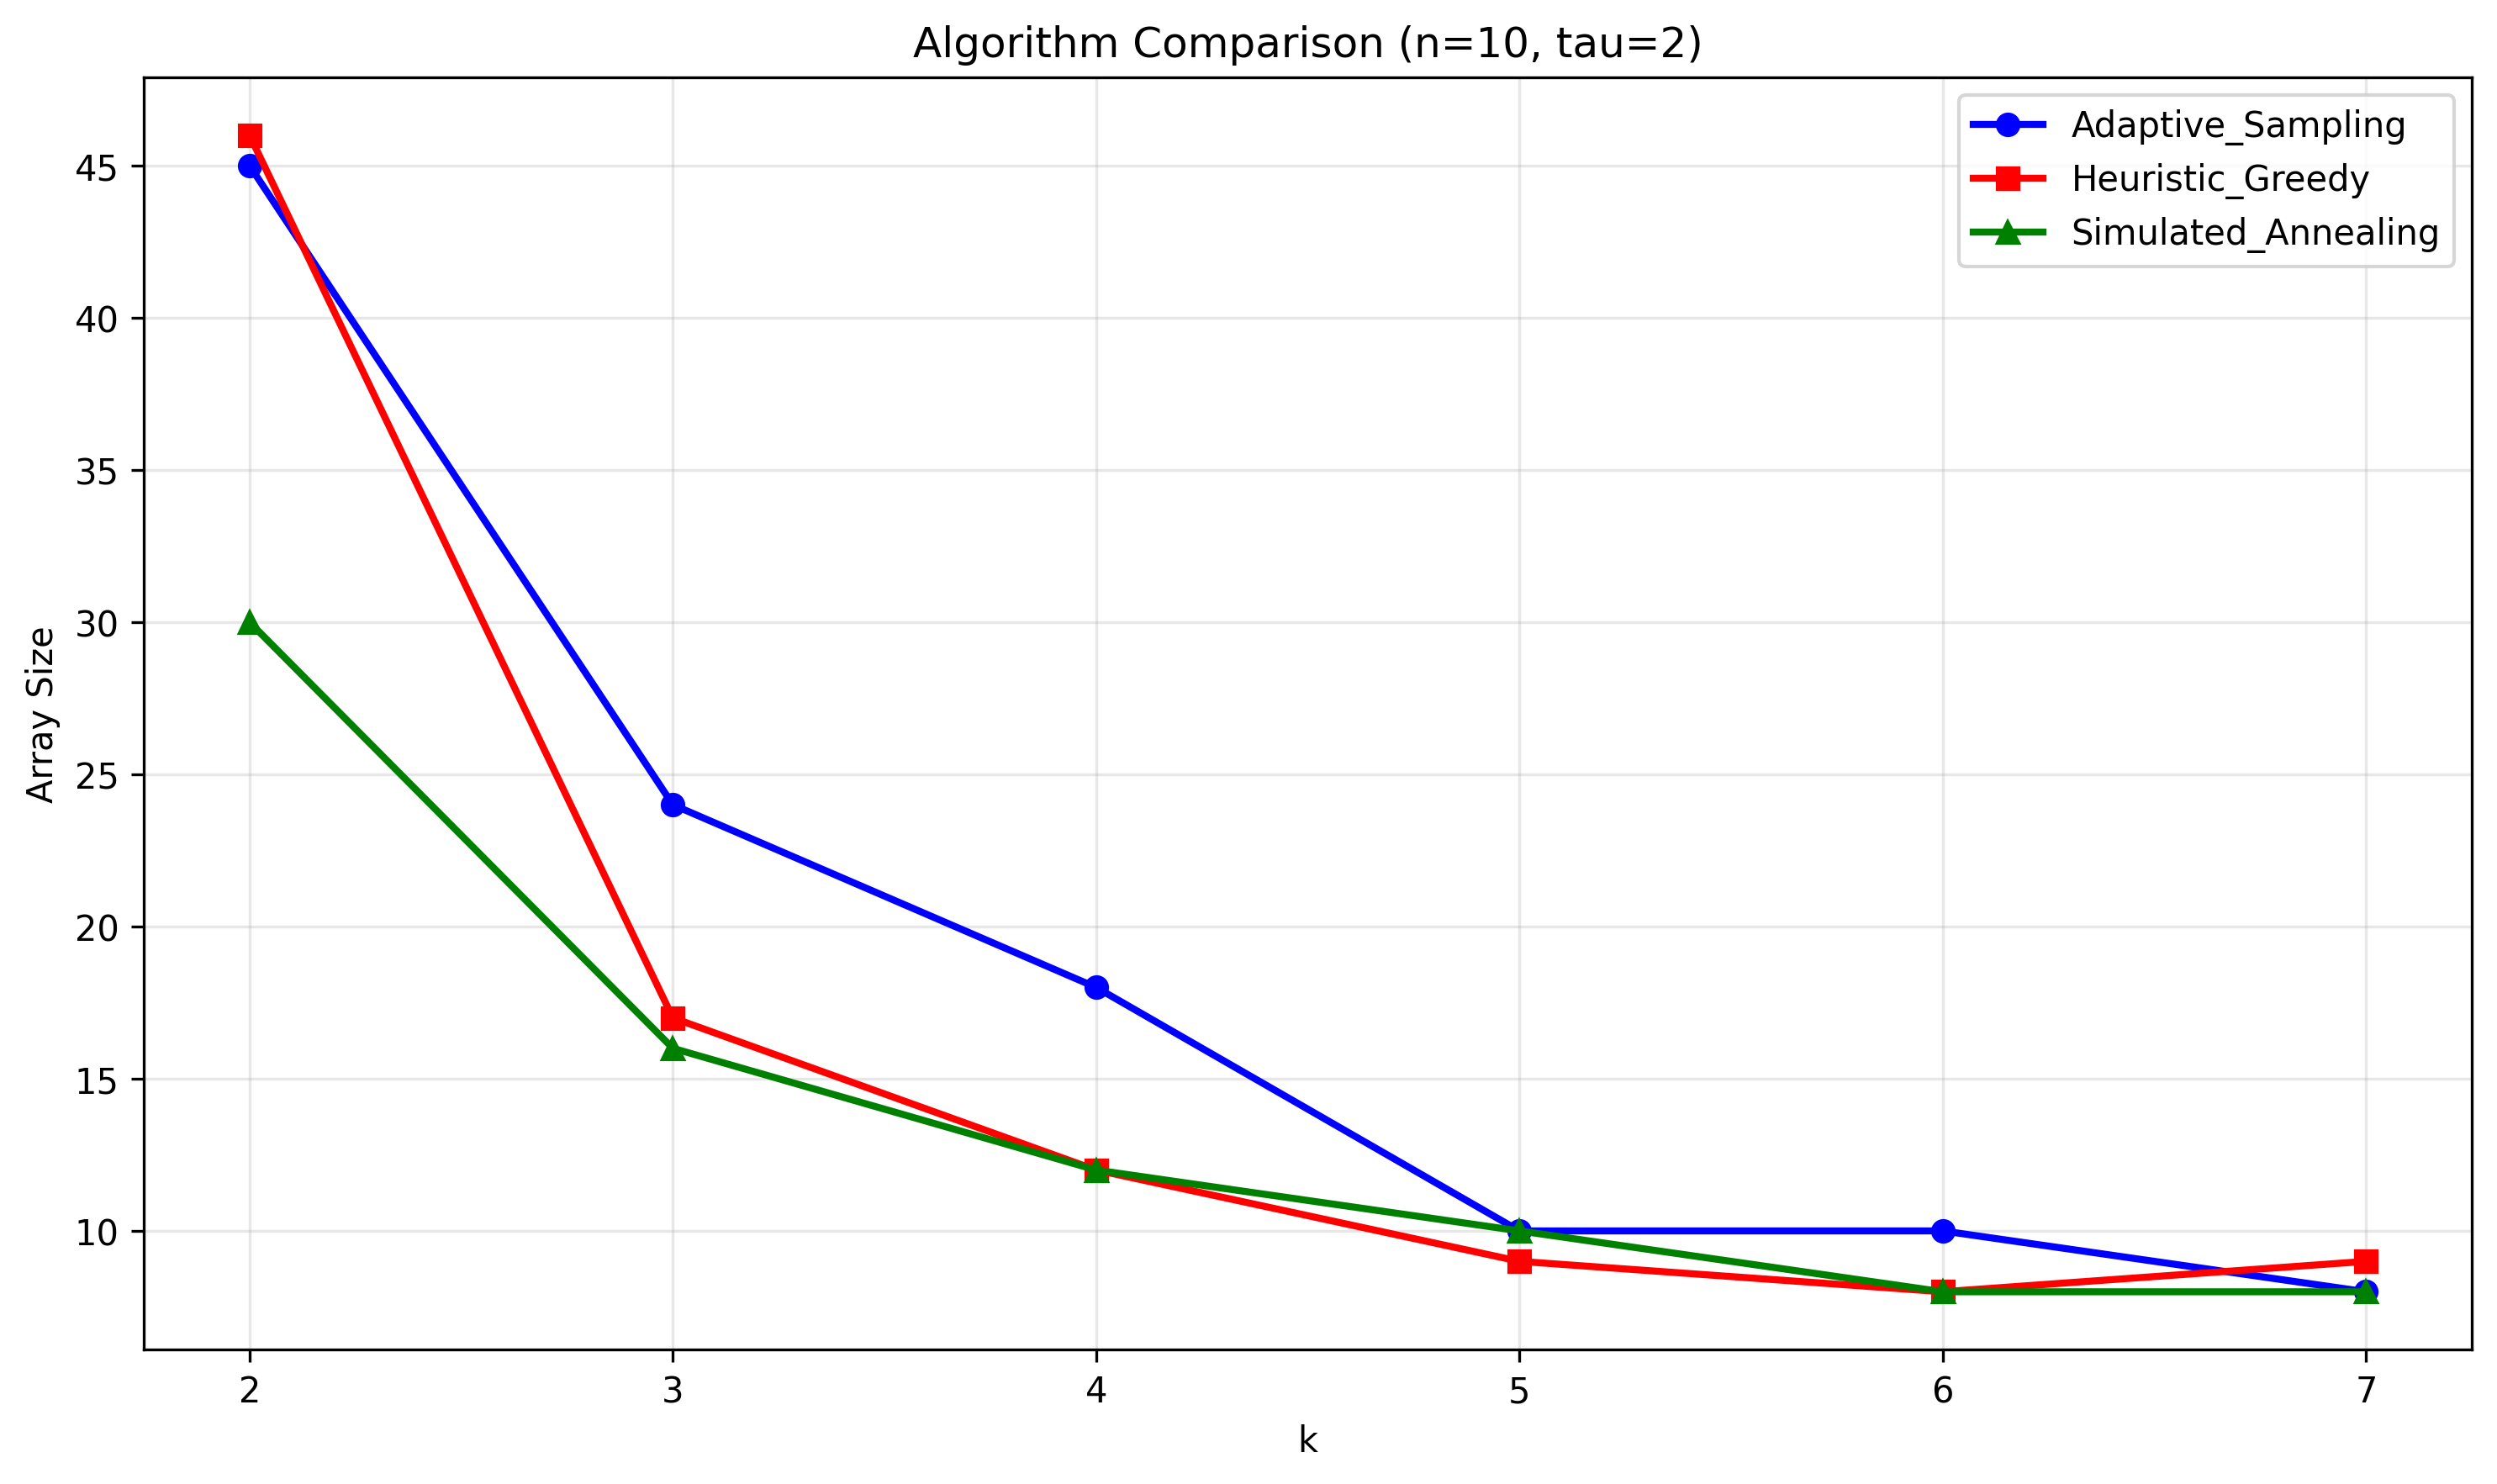 Algorithm Comparison (n=10, tau=2)
Adaptive_Sampling
Heuristic_Greedy
Simulated_Annealing
Array Size
45
40
35
30
25
20
15
10
2 3 4 5 6 7
k